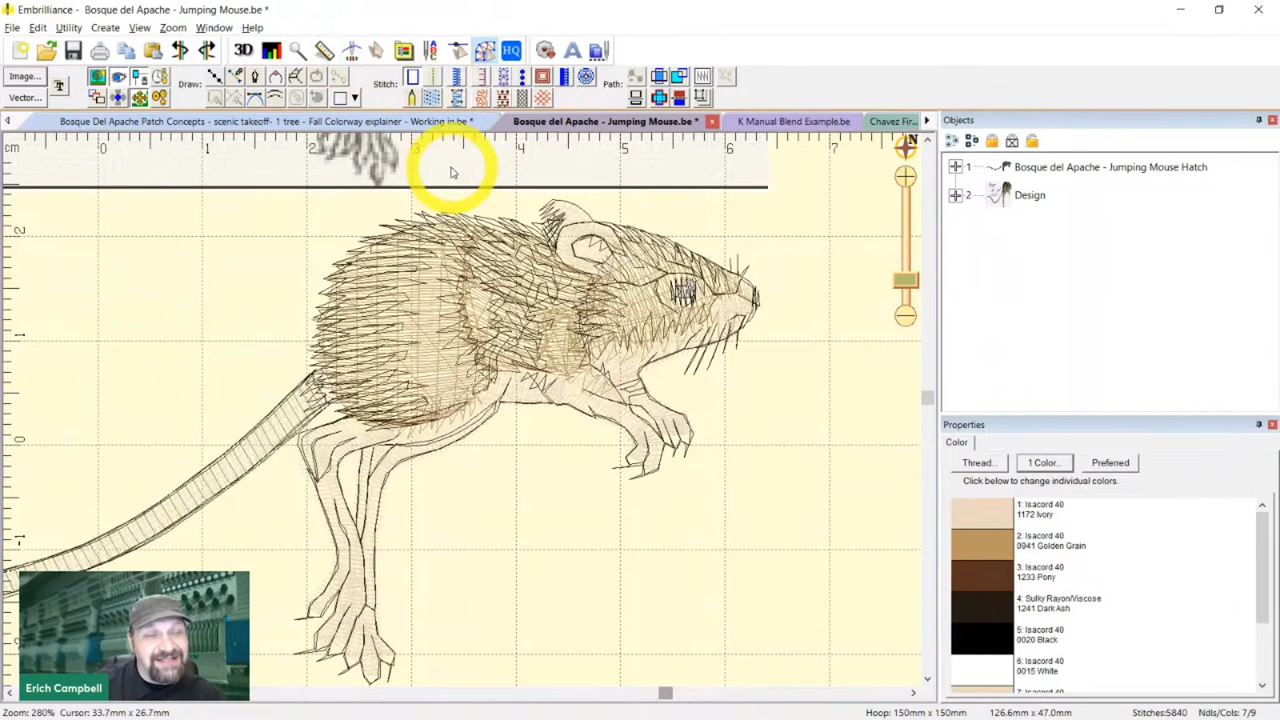 Embrilliance - Bosque del Apache - Jumping Mouse.be *
File Edit Utility Create View Zoom Window Help
3D HQ
Image... Draw: Stitch: Path:
Vector...
Bosque Del Apache Patch Concepts - scenic takeoff- 1 tree - Fall Colorway explainer - Working in.be * Bosque del Apache - Jumping Mouse.be * K Manual Blend Example.be Chavez Fir...
Objects
cm 0 2 3 4 5 6 7
N
1 Bosque del Apache - Jumping Mouse Hatch
2 Design
2
1
0
-1
Properties
Color
Thread... 1 Color... Preferred
Click below to change individual colors.
1: Isacord 40
1172 Ivory
2: Isacord 40
0941 Golden Grain
3: Isacord 40
1233 Pony
4: Sulky Rayon/Viscose
1241 Dark Ash
5: Isacord 40
0020 Black
6: Isacord 40
0015 White
Erich Campbell
Zoom: 280% Cursor: 33.7mm x 26.7mm Hoop: 150mm x 150mm 126.6mm x 47.0mm Stitches:5840 Ndls/Cols: 7/9